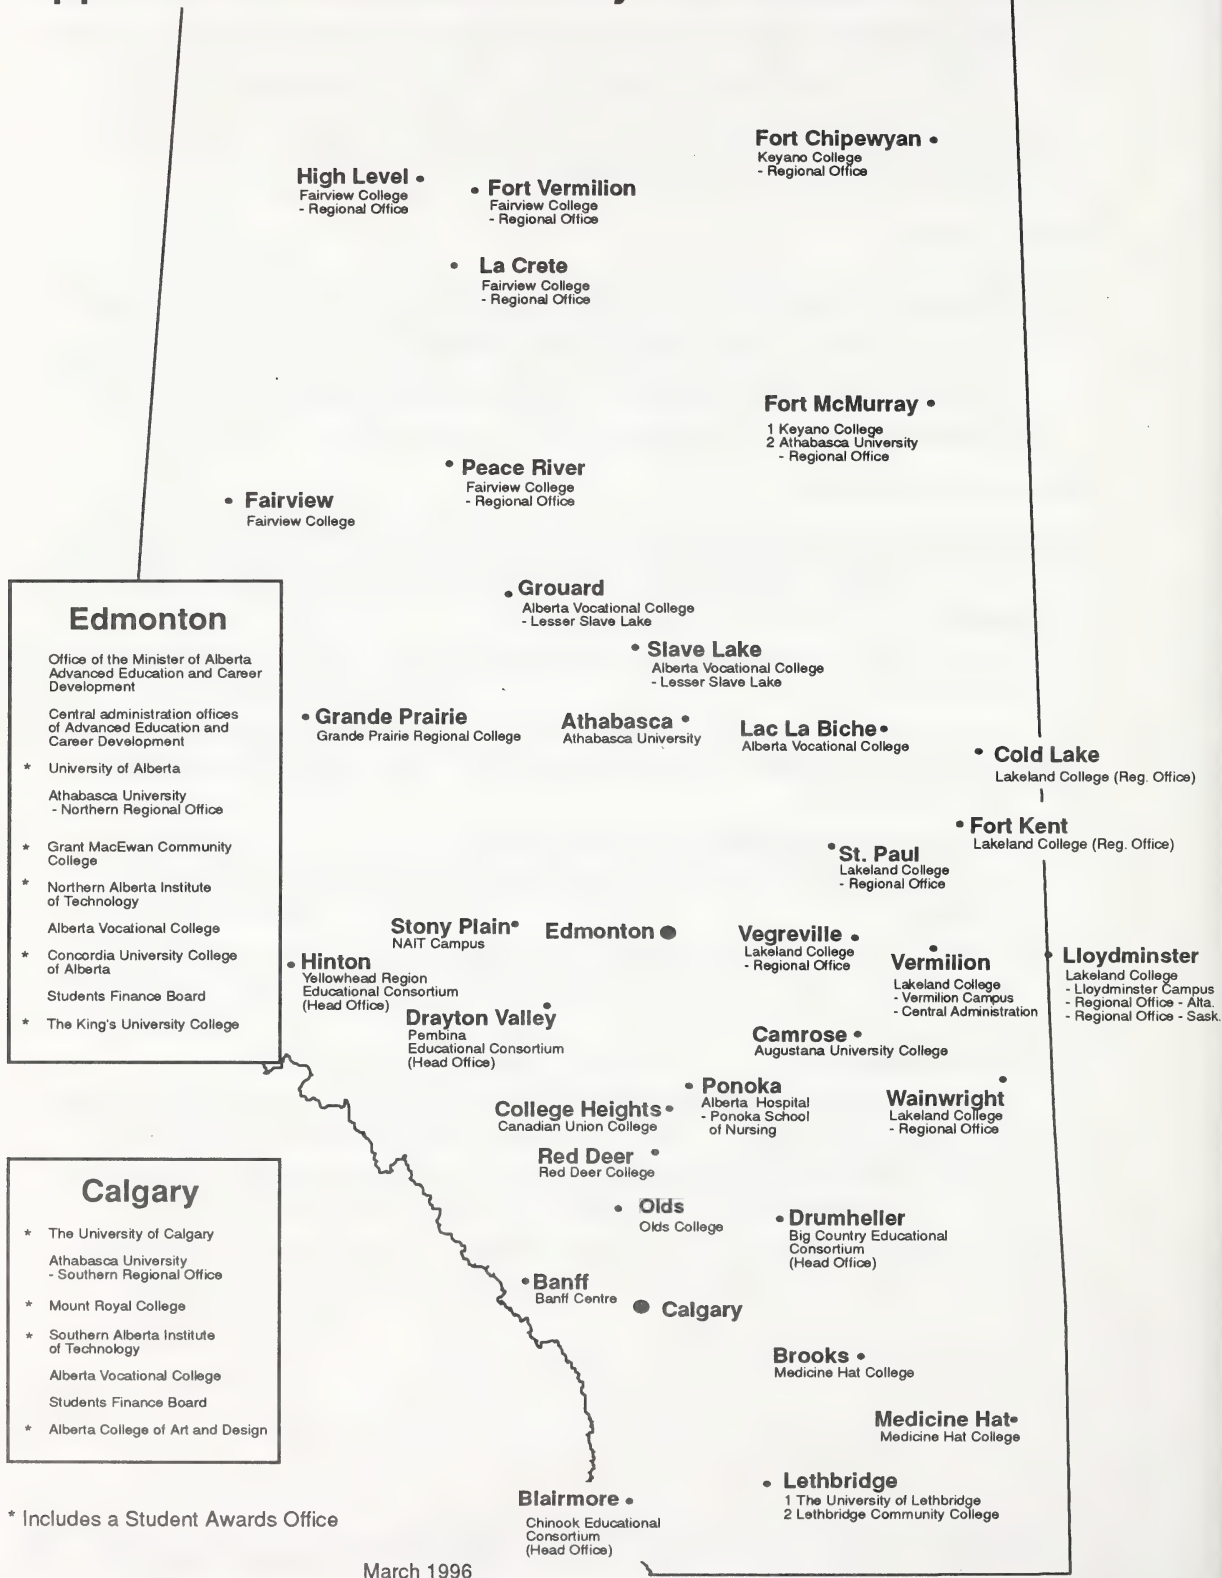 Fort Chipewyan
Keyano College
- Regional Office
High Level
Fairview College
- Regional Office
Fort Vermilion
Fairview College
- Regional Office
La Crete
Fairview College
- Regional Office
Fort McMurray
1 Keyano College
2 Athabasca University
- Regional Office
Peace River
Fairview College
- Regional Office
Fairview
Fairview College
Grouard
Alberta Vocational College
- Lesser Slave Lake
Slave Lake
Alberta Vocational College
- Lesser Slave Lake
Grande Prairie
Grande Prairie Regional College
Athabasca
Athabasca University
Lac La Biche
Alberta Vocational College
Cold Lake
Lakeland College (Reg. Office)
Fort Kent
Lakeland College (Reg. Office)
St. Paul
Lakeland College
- Regional Office
Stony Plain
NAIT Campus
Edmonton
Vegreville
Lakeland College
- Regional Office
Vermilion
Lakeland College
- Vermilion Campus
- Central Administration
Lloydminster
Lakeland College
- Lloydminster Campus
- Regional Office - Alta.
- Regional Office - Sask.
Hinton
Yellowhead Region
Educational Consortium
(Head Office)
Drayton Valley
Pembina
Educational Consortium
(Head Office)
Camrose
Augustana University College
Ponoka
Alberta Hospital
- Ponoka School
of Nursing
Wainwright
Lakeland College
- Regional Office
College Heights
Canadian Union College
Red Deer
Red Deer College
Olds
Olds College
Drumheller
Big Country Educational
Consortium
(Head Office)
Banff
Banff Centre
Calgary
Brooks
Medicine Hat College
Medicine Hat
Medicine Hat College
Lethbridge
1 The University of Lethbridge
2 Lethbridge Community College
Blairmore
Chinook Educational
Consortium
(Head Office)
Edmonton
Office of the Minister of Alberta
Advanced Education and Career
Development
Central administration offices
of Advanced Education and
Career Development
* University of Alberta
Athabasca University
- Northern Regional Office
* Grant MacEwan Community
College
* Northern Alberta Institute
of Technology
Alberta Vocational College
* Concordia University College
of Alberta
Students Finance Board
* The King's University College
Calgary
* The University of Calgary
Athabasca University
- Southern Regional Office
* Mount Royal College
* Southern Alberta Institute
of Technology
Alberta Vocational College
Students Finance Board
* Alberta College of Art and Design
* Includes a Student Awards Office
March 1996